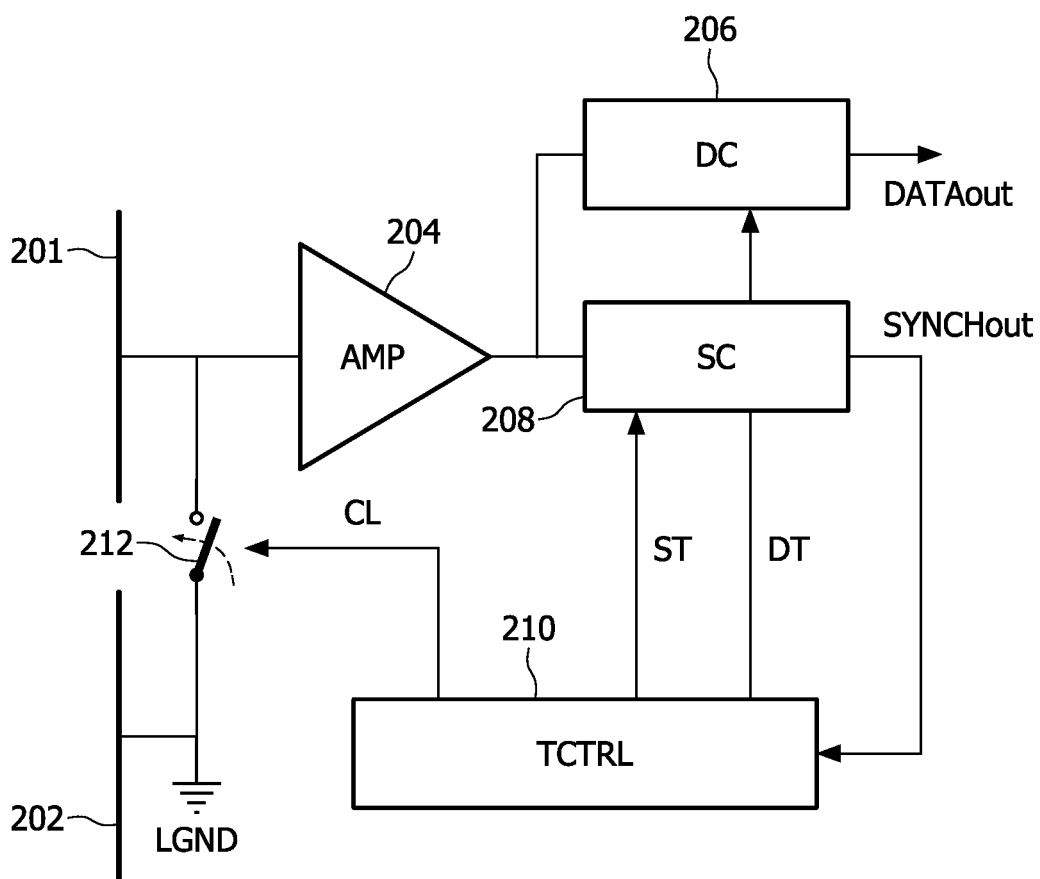 206
DC
DATAout
201
204
SYNCHout
AMP
SC
208
CL
212
ST
DT
210
TCTRL
202
LGND